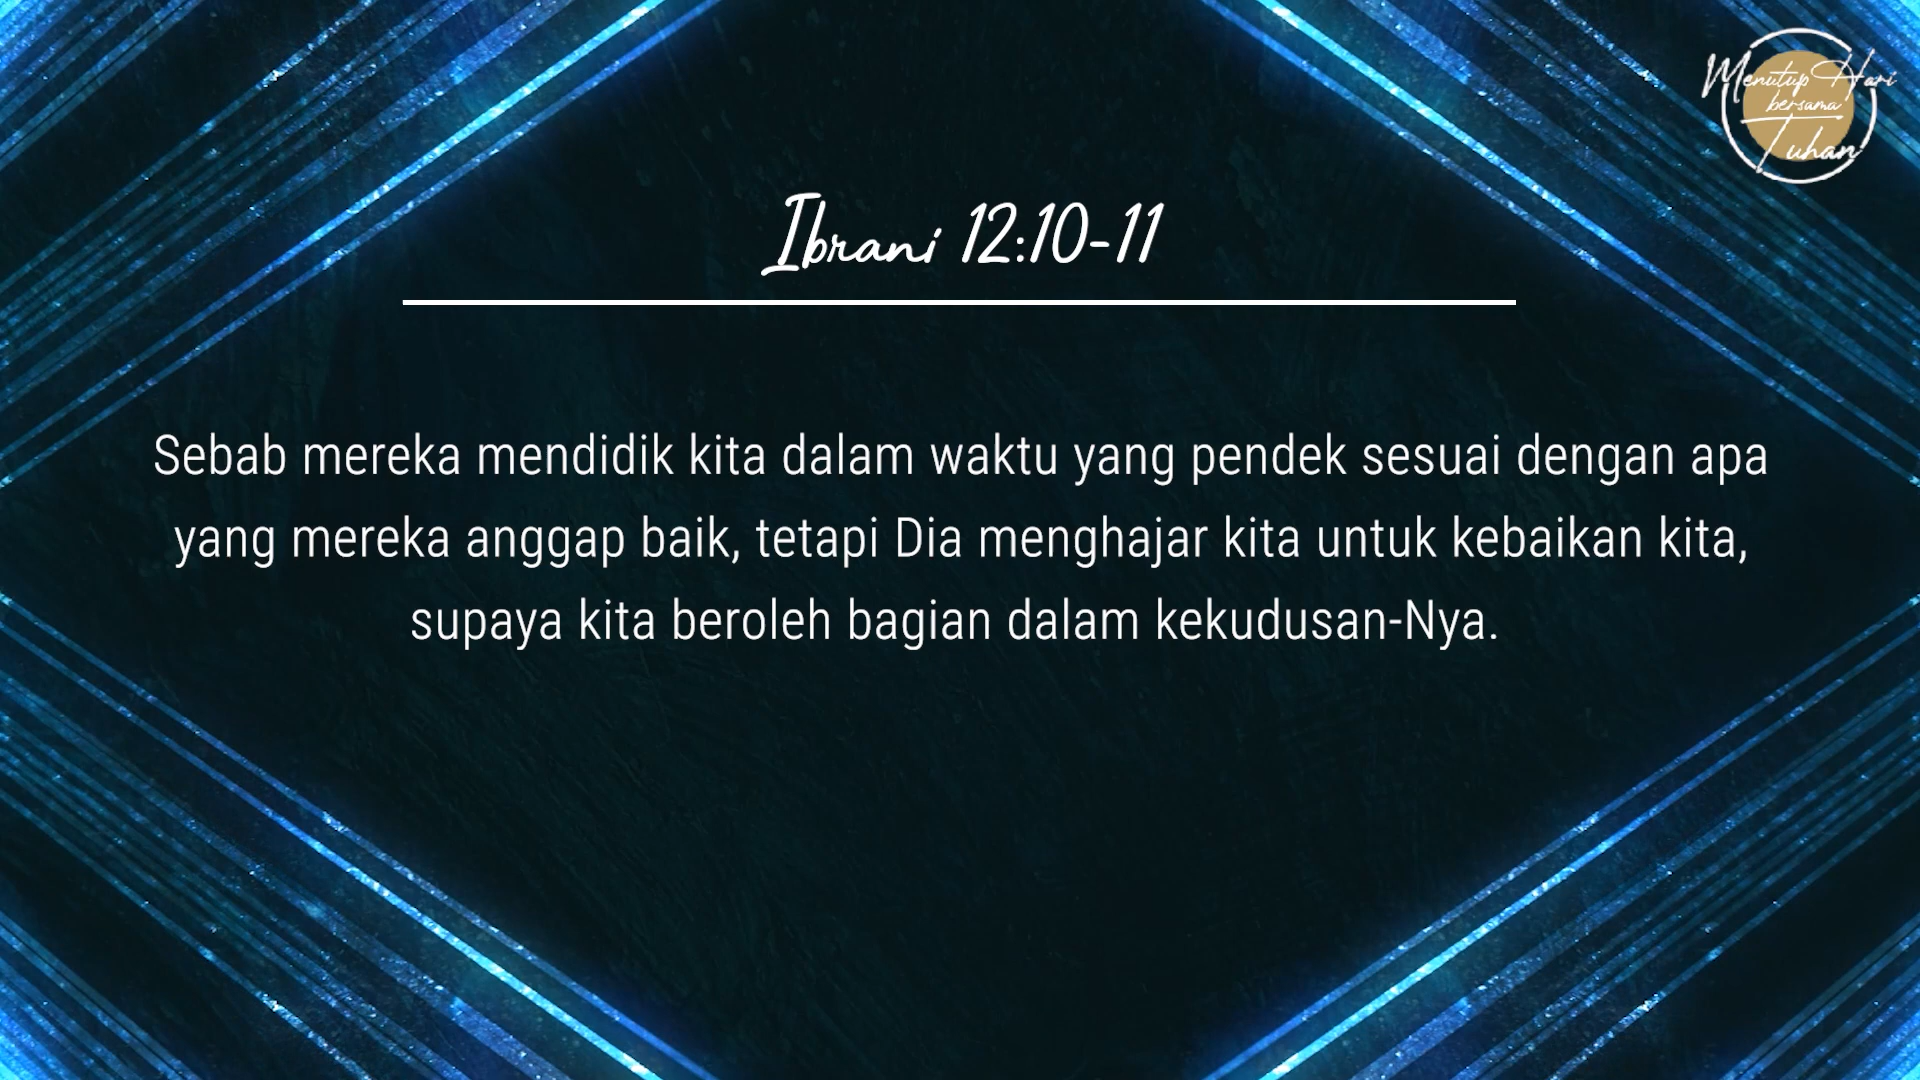 Menutup Hari
bersama
Tuhan
Ibrani 12:10-11
Sebab mereka mendidik kita dalam waktu yang pendek sesuai dengan apa
yang mereka anggap baik, tetapi Dia menghajar kita untuk kebaikan kita,
supaya kita beroleh bagian dalam kekudusan-Nya.